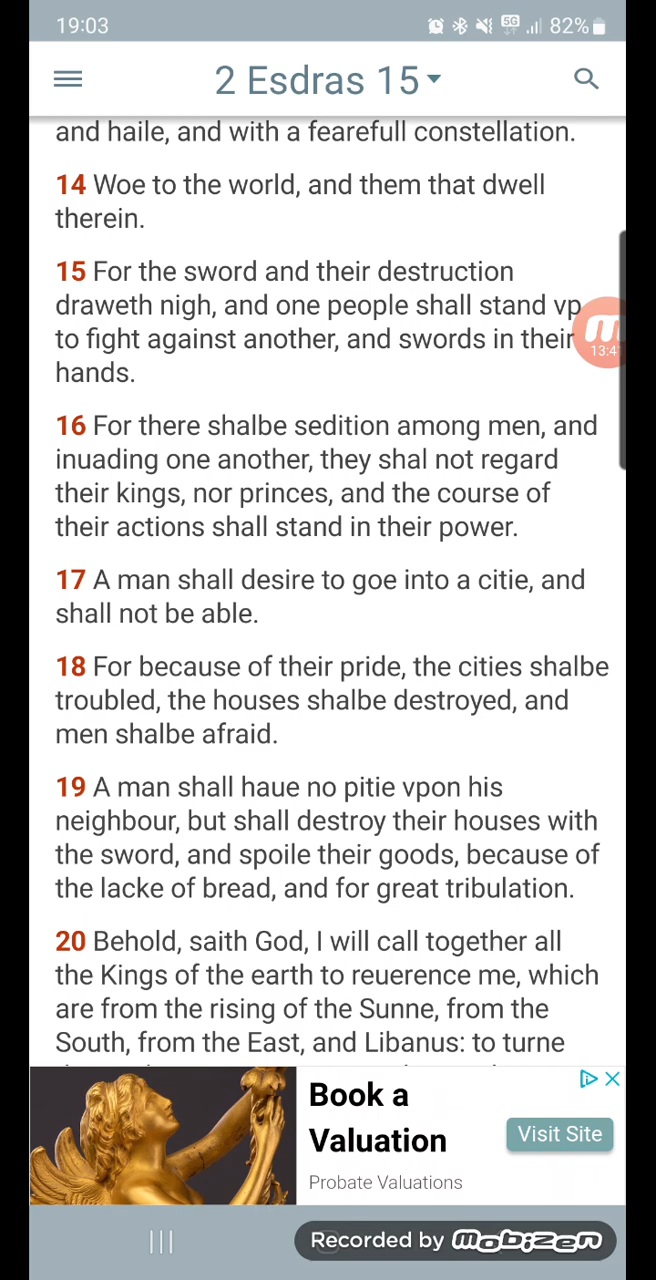 19:03
5G
82%
2 Esdras 15
and haile, and with a fearefull constellation.
14 Woe to the world, and them that dwell
therein.
15 For the sword and their destruction
draweth nigh, and one people shall stand vp
to fight against another, and swords in their
hands.
13:4
16 For there shalbe sedition among men, and
inuading one another, they shal not regard
their kings, nor princes, and the course of
their actions shall stand in their power.
17 A man shall desire to goe into a citie, and
shall not be able.
18 For because of their pride, the cities shalbe
troubled, the houses shalbe destroyed, and
men shalbe afraid.
19 A man shall haue no pitie vpon his
neighbour, but shall destroy their houses with
the sword, and spoile their goods, because of
the lacke of bread, and for great tribulation.
20 Behold, saith God, I will call together all
the Kings of the earth to reuerence me, which
are from the rising of the Sunne, from the
South, from the East, and Libanus: to turne
Book a
Valuation
Visit Site
Probate Valuations
Recorded by mobizen